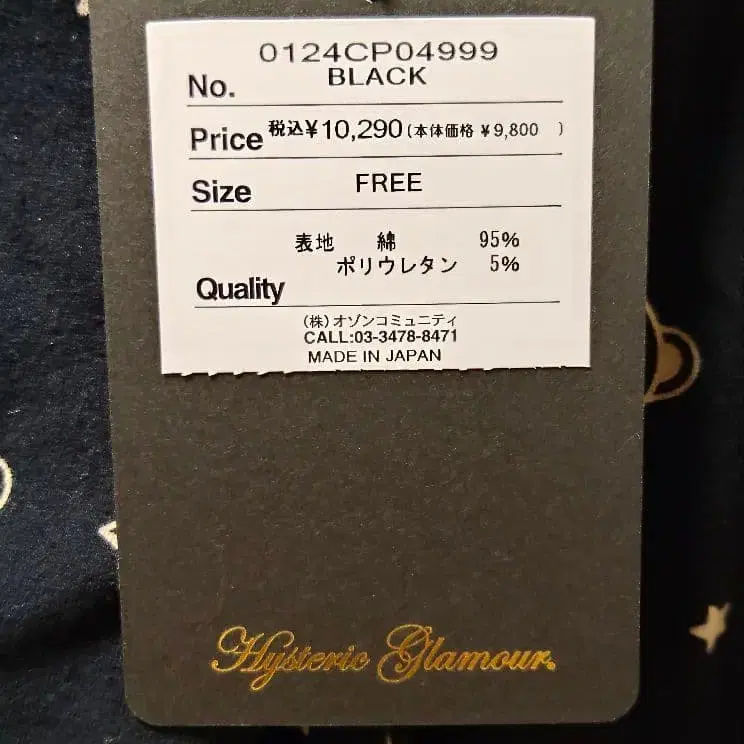 0124CP04999
No. BLACK
Price 税込¥10,290(本体価格 ¥9,800 )
Size FREE
表地 綿 95%
ポリウレタン 5%
Quality
(株)オゾンコミュニティ
CALL:03-3478-8471
MADE IN JAPAN
Hysteric Glamour.